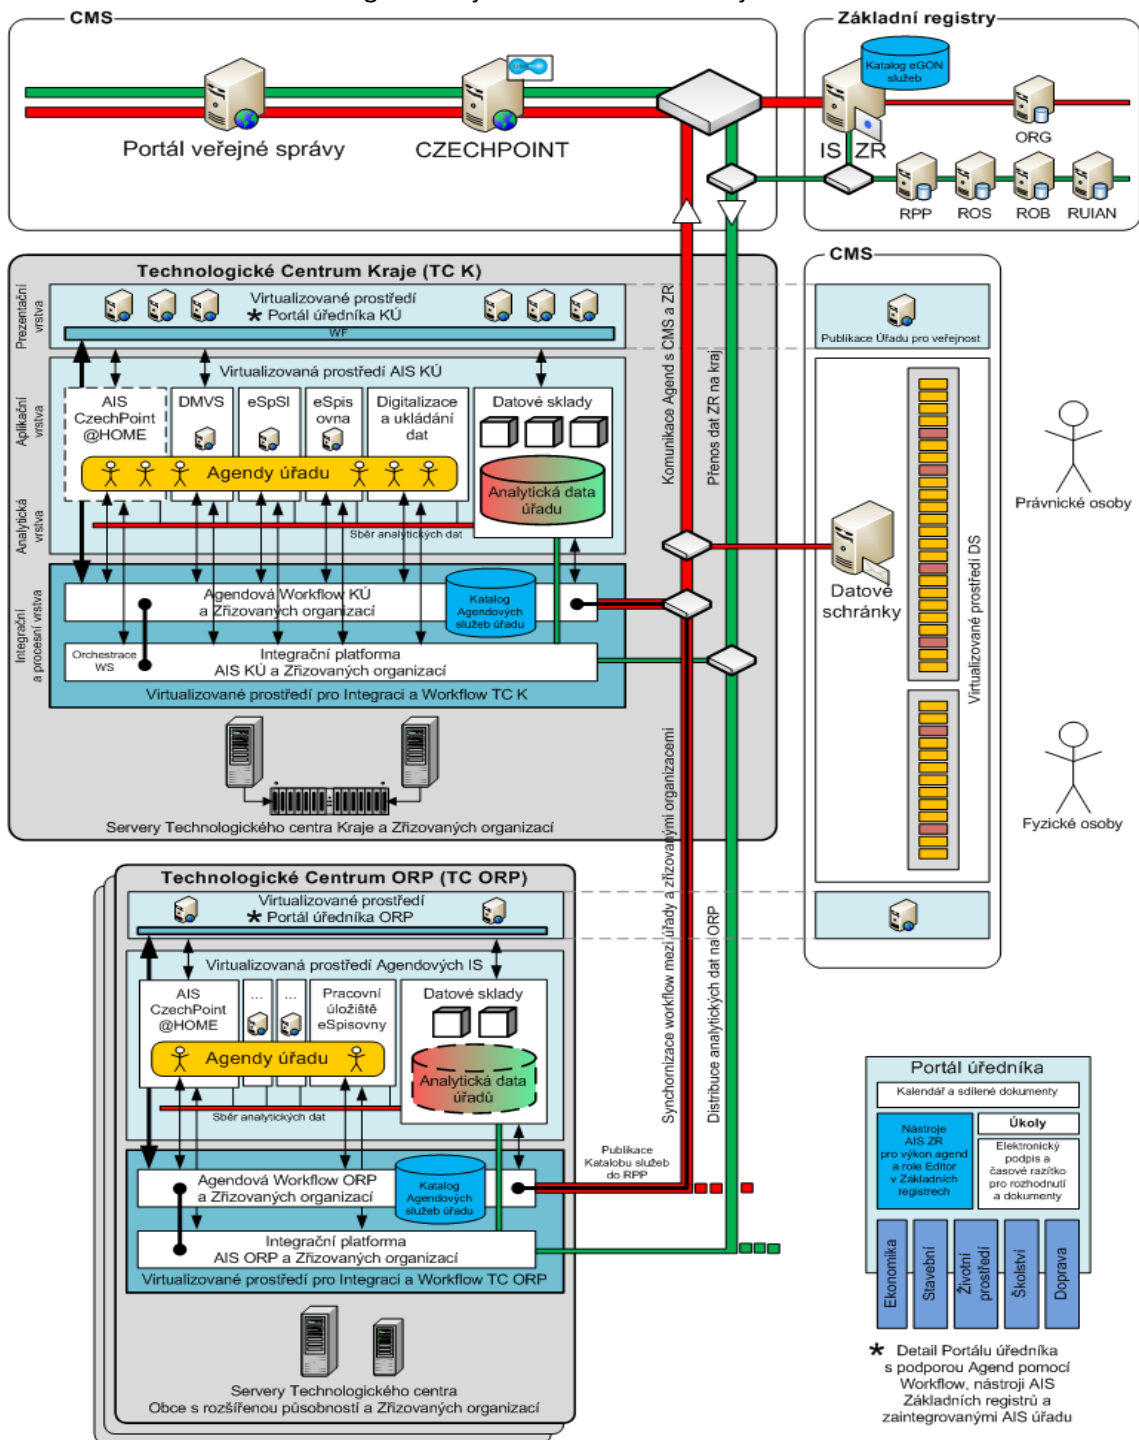 CMS
Základní registry
Katalog eGON
služeb
Portál veřejné správy
CZECHPOINT
IS ZR
ORG
RPP
ROS
ROB
RUIAN
Technologické Centrum Kraje (TC K)
Prezentační
vrstva
Virtualizované prostředí
* Portál úředníka KÚ
WF
Aplikační
vrstva
Virtualizovaná prostředí AIS KÚ
AIS
CzechPoint
@HOME
DMVS
eSpSl
eSpis
ovna
Digitalizace
a ukládání
dat
Datové sklady
Agendy úřadu
Analytická data
úřadu
Analytická
vrstva
Sběr analytických dat
Integrační
a procesní vrstva
Agendová Workflow KÚ
a Zřizovaných organizací
Katalog
Agendových
služeb úřadu
Orchestrace
WS
Integrační platforma
AIS KÚ a Zřizovaných organizací
Virtualizované prostředí pro Integraci a Workflow TC K
Servery Technologického centra Kraje a Zřizovaných organizací
Komunikace Agend s CMS a ZR
Přenos dat ZR na kraj
Synchornizace workflow mezi úřady a zřizovanými organizacemi
Distribuce analytických dat na ORP
CMS
Publikace Úřadu pro veřejnost
Datové
schránky
Virtualizované prostředí DS
Právnické osoby
Fyzické osoby
Technologické Centrum ORP (TC ORP)
Virtualizované prostředí
* Portál úředníka ORP
Virtualizovaná prostředí Agendových IS
AIS
CzechPoint
@HOME
...
...
Pracovní
úložiště
eSpisovny
Datové sklady
Agendy úřadu
Analytická data
úřadů
Sběr analytických dat
Agendová Workflow ORP
a Zřizovaných organizací
Katalog
Agendových
služeb úřadu
Publikace
Katalobu služeb
do RPP
Integrační platforma
AIS ORP a Zřizovaných organizací
Virtualizované prostředí pro Integraci a Workflow TC ORP
Servery Technologického centra
Obce s rozšířenou působností a Zřizovaných organizací
Portál úředníka
Kalendář a sdílené dokumenty
Nástroje
AIS ZR
pro výkon agend
a role Editor
v Základních
registrech
Úkoly
Elektronický
podpis a
časové razítko
pro rozhodnutí
a dokumenty
Ekonomika
Stavební
Životní
prostředí
Školství
Doprava
* Detail Portálu úředníka
s podporou Agend pomocí
Workflow, nástroji AIS
Základních registrů a
zaintegrovanými AIS úřadu